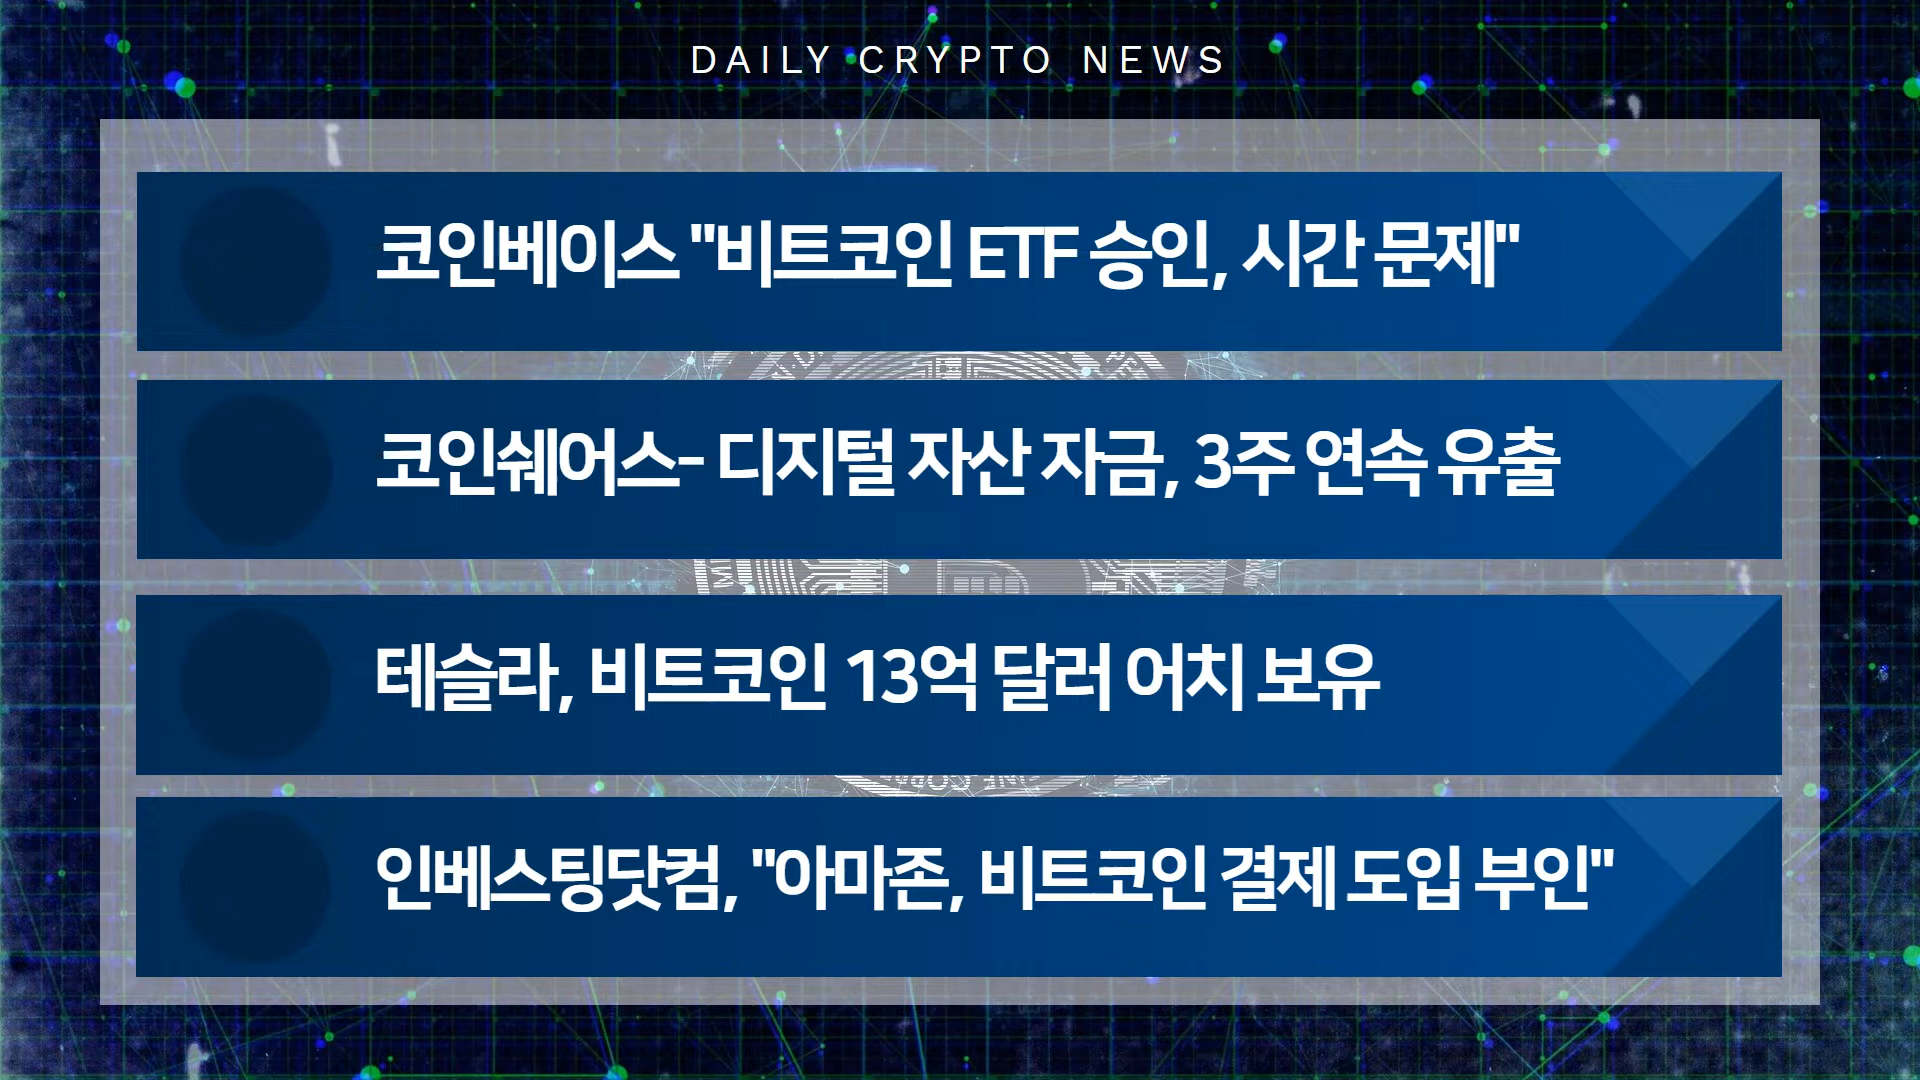 DAILY CRYPTO NEWS
코인베이스 "비트코인 ETF 승인, 시간 문제"
코인쉐어스- 디지털 자산 자금, 3주 연속 유출
테슬라, 비트코인 13억 달러 어치 보유
인베스팅닷컴, "아마존, 비트코인 결제 도입 부인"